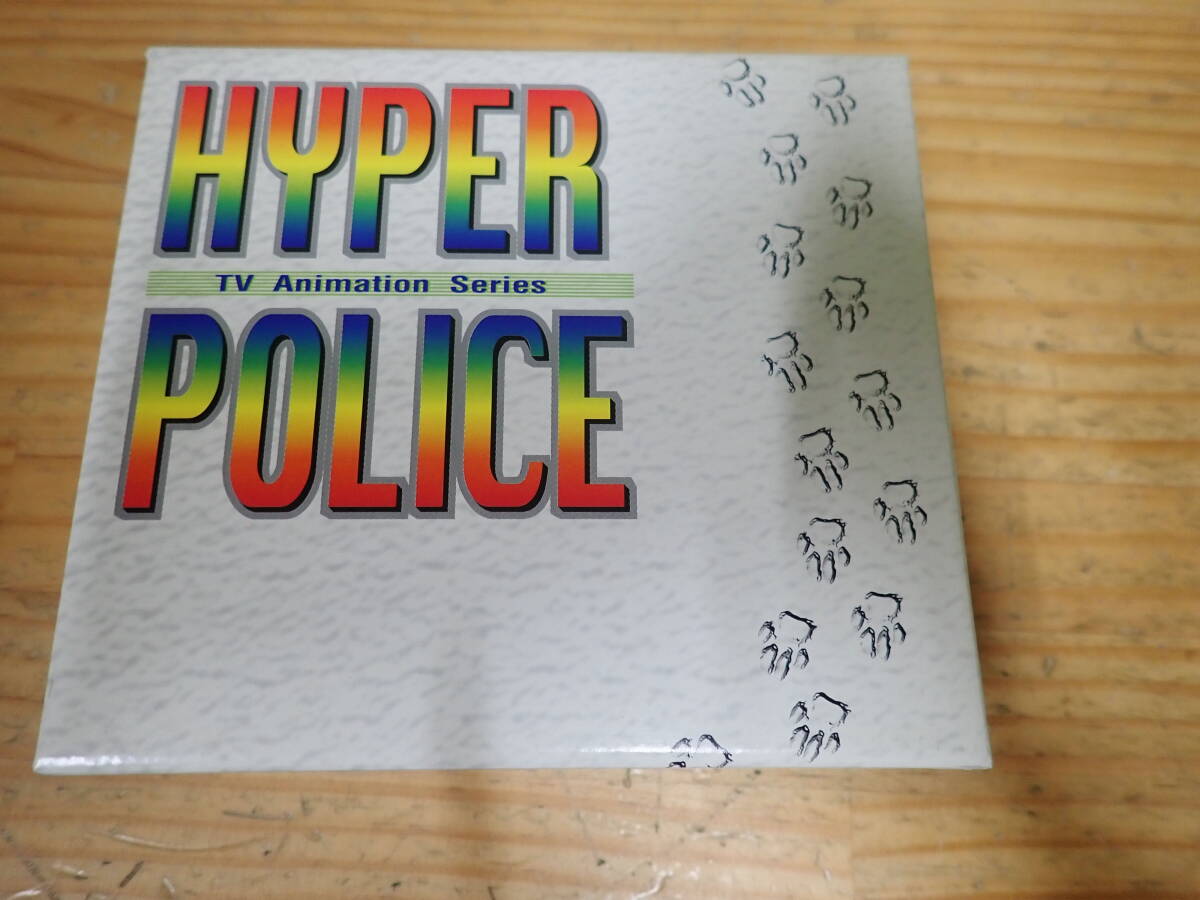 HYPER
TV Animation Series
POLICE